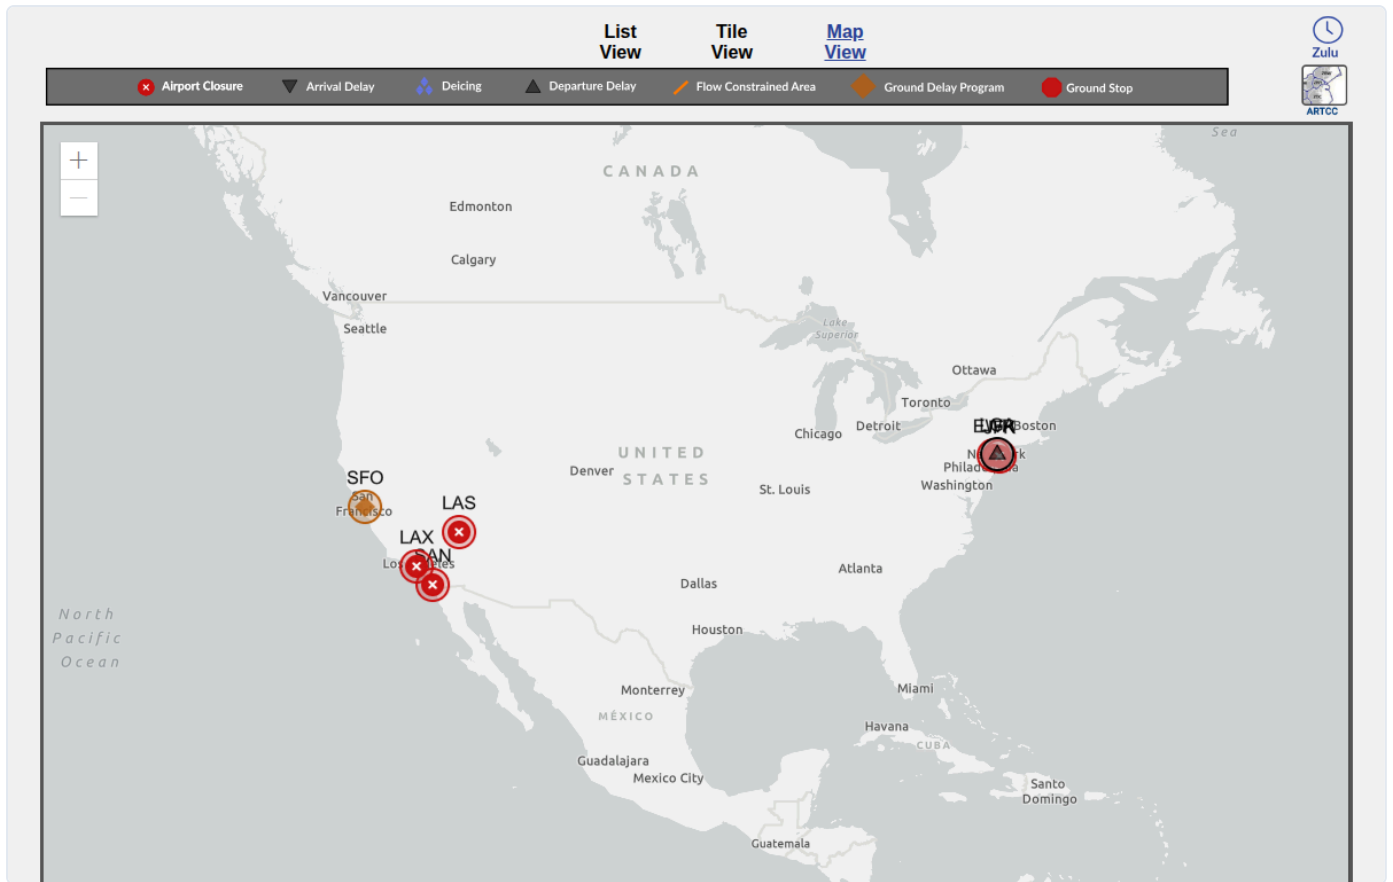 List
View
Tile
View
Map
View
Zulu
Airport Closure
Arrival Delay
Deicing
Departure Delay
Flow Constrained Area
Ground Delay Program
Ground Stop
ARTCC
Sea
CANADA
Edmonton
Calgary
Vancouver
Seattle
Lake
Superior
Ottawa
Toronto
Chicago
Detroit
Boston
UNITED
STATES
Denver
St. Louis
Washington
SFO
San
Francisco
LAS
LAX
SAN
Dallas
Atlanta
Houston
North
Pacific
Ocean
Monterrey
MÉXICO
Miami
Havana
CUBA
Guadalajara
Mexico City
Santo
Domingo
Guatemala